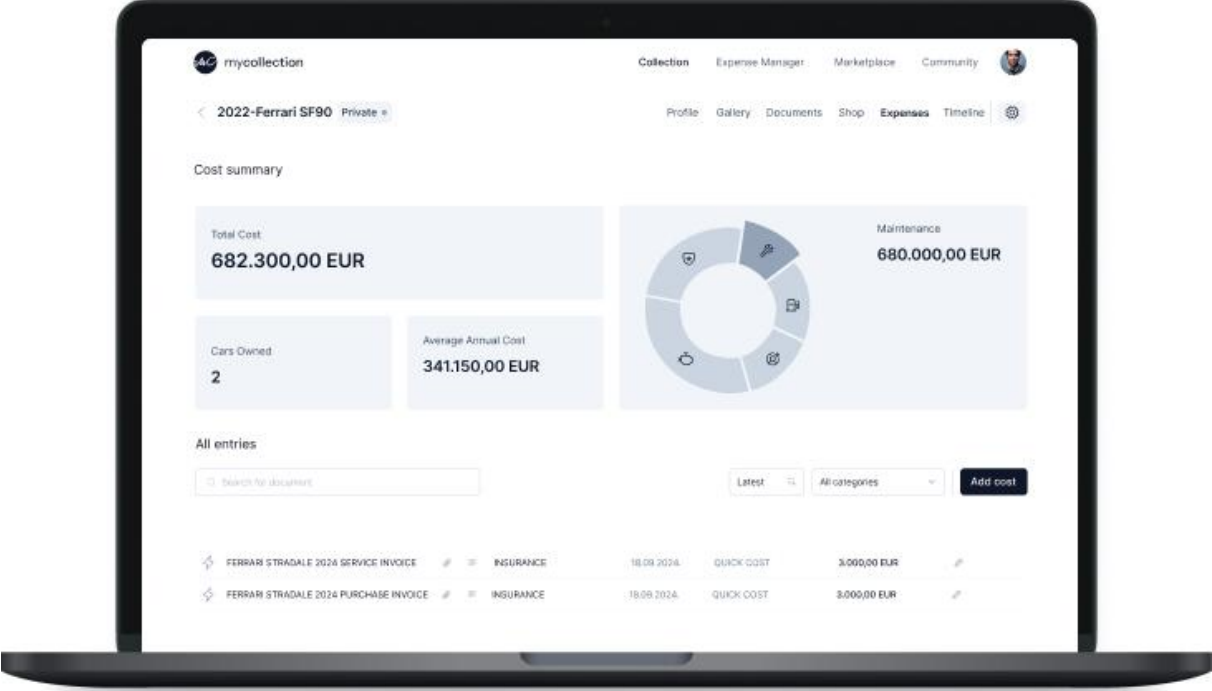 mycollection
Collection Expense Manager Marketplace Community
2022-Ferrari SF90 Private
Profile Gallery Documents Shop Expenses Timeline
Cost summary
Total Cost
682.300,00 EUR
Maintenance
680.000,00 EUR
Cars Owned
2
Average Annual Cost
341.150,00 EUR
All entries
Search for document
Latest
All categories
Add cost
FERRARI STRADALE 2024 SERVICE INVOICE INSURANCE 18.09.2024. QUICK COST 3.000,00 EUR
FERRARI STRADALE 2024 PURCHASE INVOICE INSURANCE 18.09.2024. QUICK COST 3.000,00 EUR